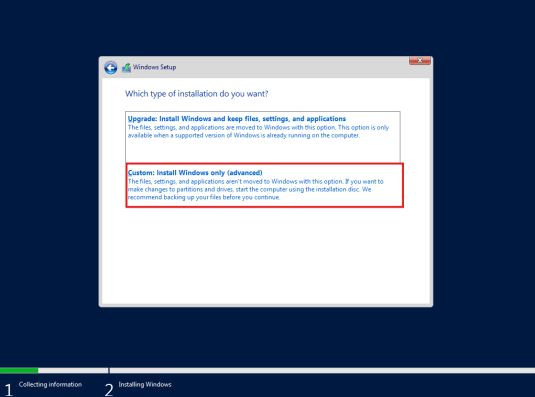 Windows Setup
Which type of installation do you want?
Upgrade: Install Windows and keep files, settings, and applications
The files, settings, and applications are moved to Windows with this option. This option is only
available when a supported version of Windows is already running on the computer.
Custom: Install Windows only (advanced)
The files, settings, and applications aren't moved to Windows with this option. If you want to
make changes to partitions and drives, start the computer using the installation disc. We
recommend backing up your files before you continue.
1 Collecting information
2 Installing Windows